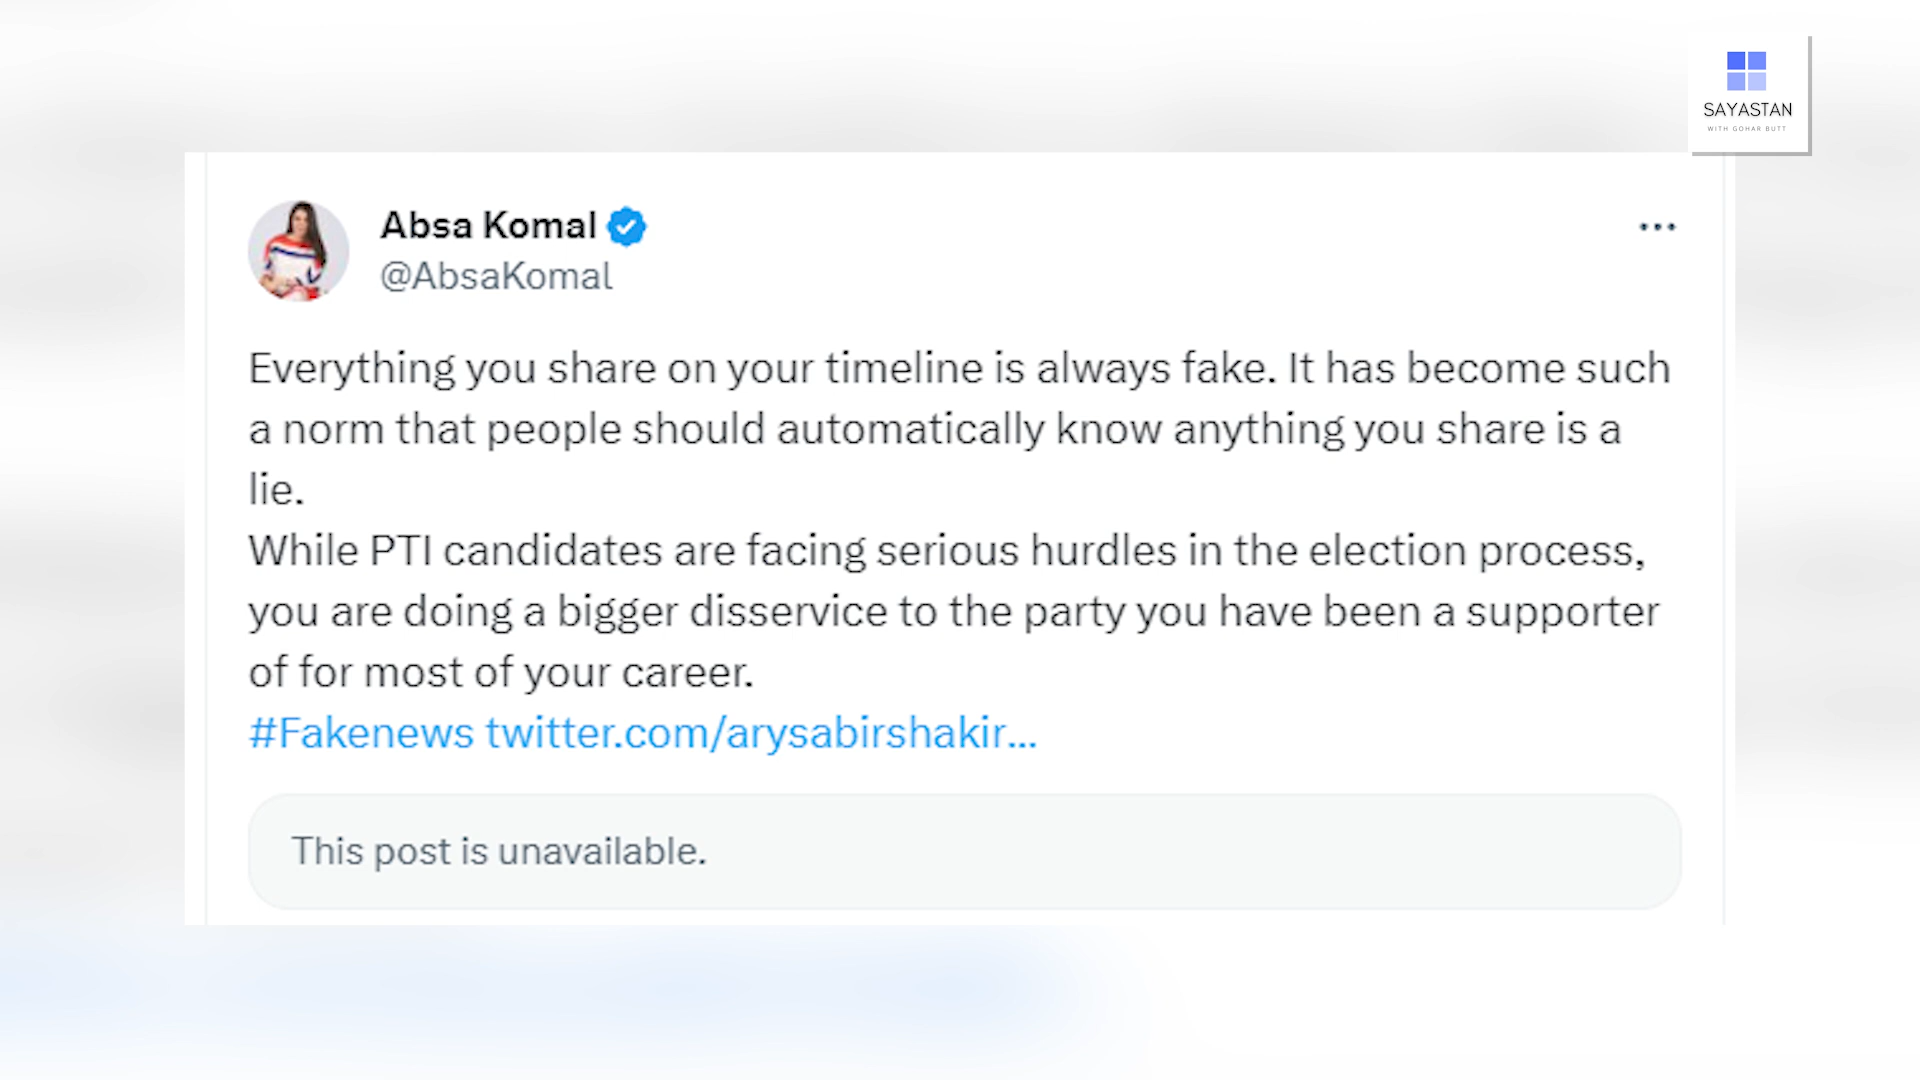 SAYASTAN
WITH GOHAR BUTT
Absa Komal
@AbsaKomal
Everything you share on your timeline is always fake. It has become such
a norm that people should automatically know anything you share is a
lie.
While PTI candidates are facing serious hurdles in the election process,
you are doing a bigger disservice to the party you have been a supporter
of for most of your career.
#Fakenews twitter.com/arysabirshakir...
This post is unavailable.